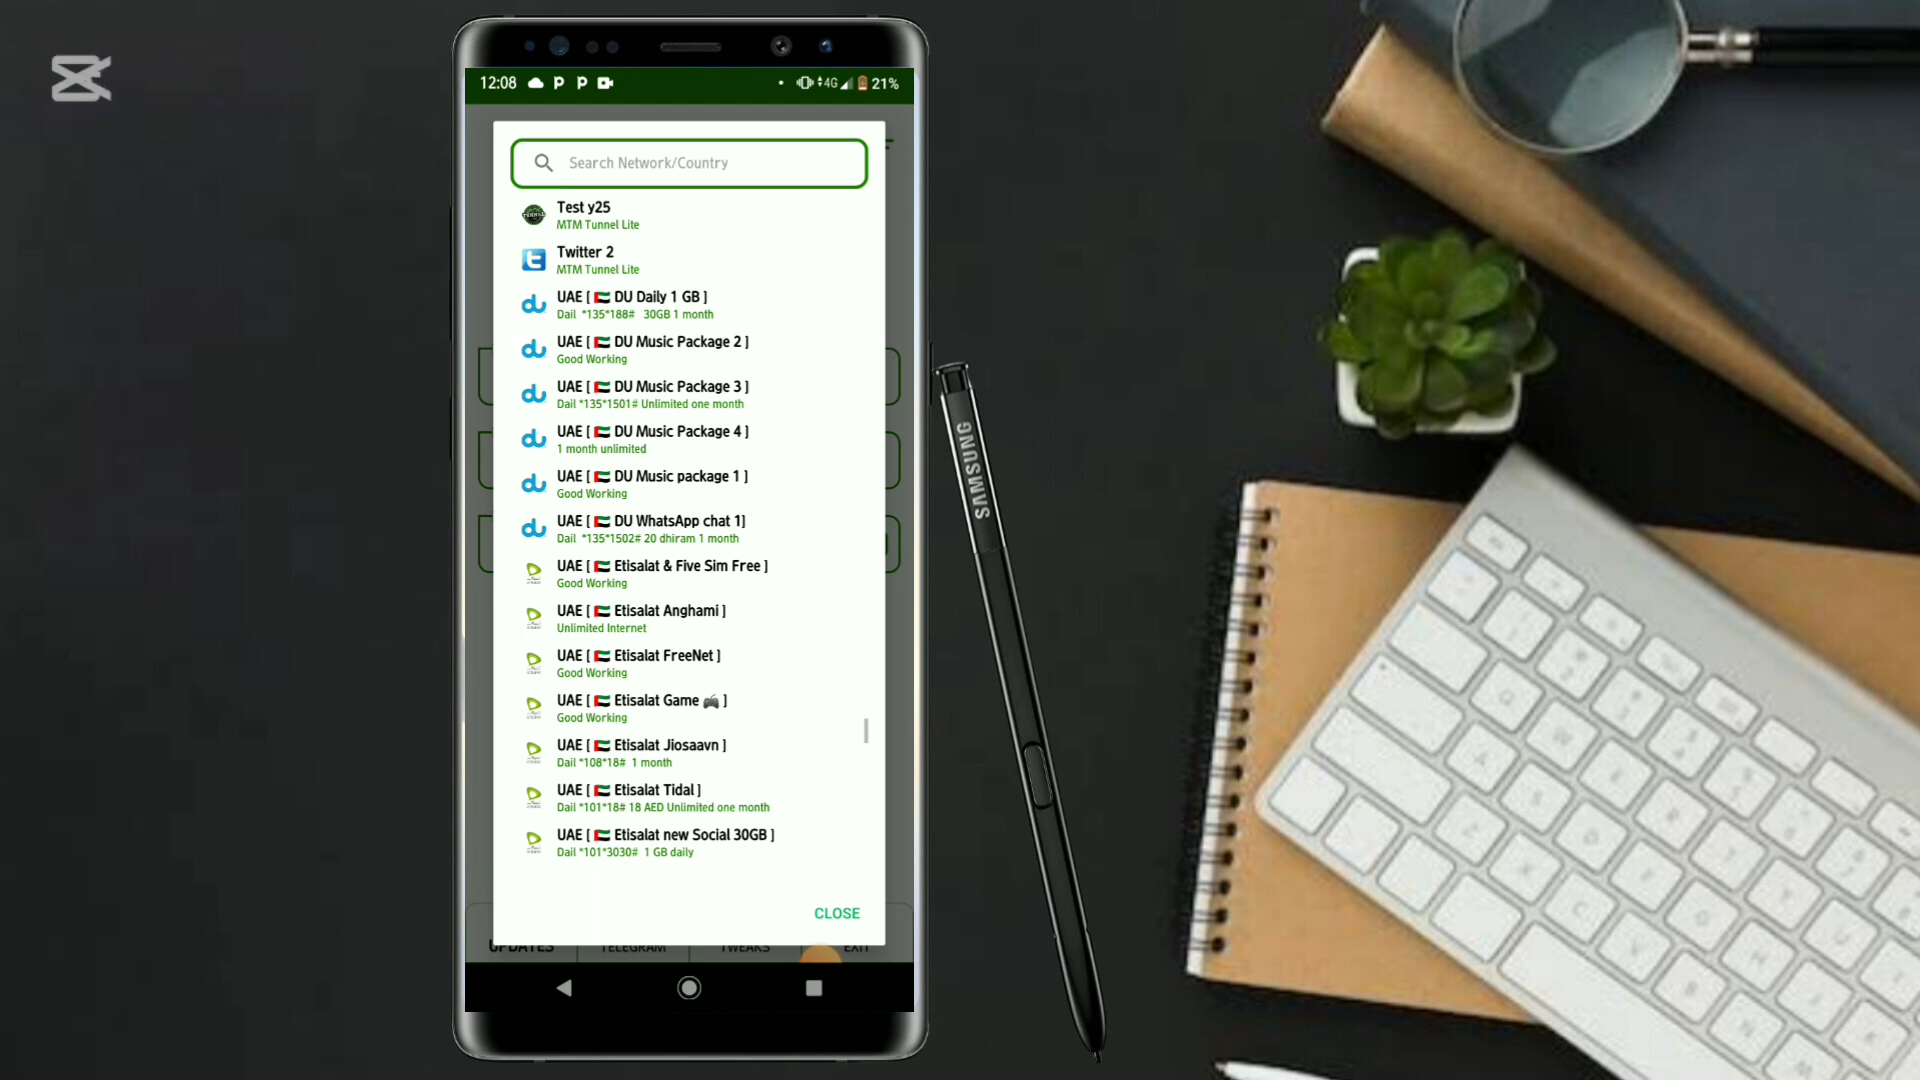 12:08 P P 4G 21%
Search Network/Country
Test y25
MTM Tunnel Lite
Twitter 2
MTM Tunnel Lite
UAE [ 🇦🇪 DU Daily 1 GB ]
Dail *135*188# 30GB 1 month
UAE [ 🇦🇪 DU Music Package 2 ]
Good Working
UAE [ 🇦🇪 DU Music Package 3 ]
Dail *135*1501# Unlimited one month
UAE [ 🇦🇪 DU Music Package 4 ]
1 month unlimited
UAE [ 🇦🇪 DU Music package 1 ]
Good Working
UAE [ 🇦🇪 DU WhatsApp chat 1]
Dail *135*1502# 20 dhiram 1 month
UAE [ 🇦🇪 Etisalat & Five Sim Free ]
Good Working
UAE [ 🇦🇪 Etisalat Anghami ]
Unlimited Internet
UAE [ 🇦🇪 Etisalat FreeNet ]
Good Working
UAE [ 🇦🇪 Etisalat Game 🎮 ]
Good Working
UAE [ 🇦🇪 Etisalat Jiosaavn ]
Dail *108*18# 1 month
UAE [ 🇦🇪 Etisalat Tidal ]
Dail *101*18# 18 AED Unlimited one month
UAE [ 🇦🇪 Etisalat new Social 30GB ]
Dail *101*3030# 1 GB daily
CLOSE
UPDATES TELEGRAM TWEAKS EXIT
SAMSUNG